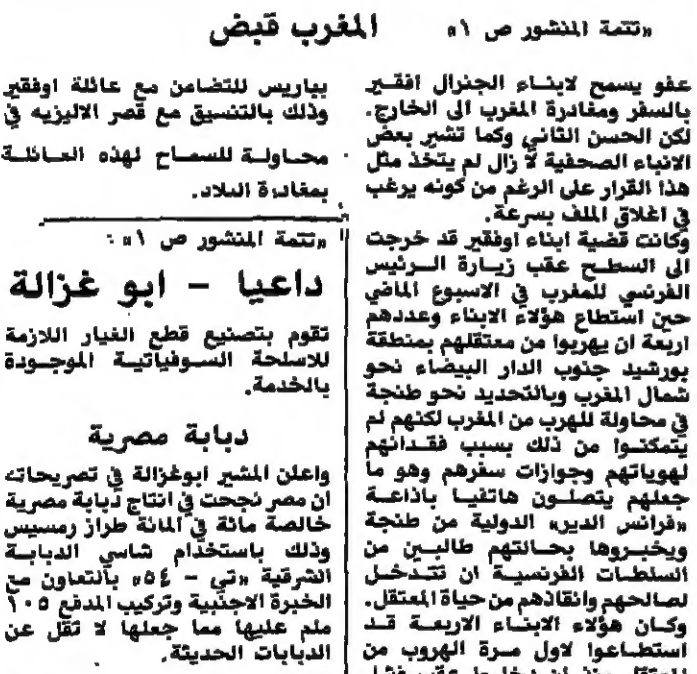 «تتمة المنشور ص ١»
المغرب قبض
عفو يسمح لابناء الجنرال افقير
بالسفر ومغادرة المغرب الى الخارج.
لكن الحسن الثاني وكما تشير بعض
الانباء الصحفية لا زال لم يتخذ مثل
هذا القرار على الرغم من كونه يرغب
في اغلاق الملف بسرعة.
وكانت قضية ابناء اوفقير قد خرجت
الى السطح عقب زيارة الرئيس
الفرنسي للمغرب في الاسبوع الماضي
حين استطاع هؤلاء الابناء وعددهم
اربعة ان يهربوا من معتقلهم بمنطقة
بورشيد جنوب الدار البيضاء نحو
شمال المغرب وبالتحديد نحو طنجة
في محاولة للهرب من المغرب لكنهم لم
يتمكنوا من ذلك بسبب فقدانهم
لهوياتهم وجوازات سفرهم وهو ما
جعلهم يتصلون هاتفيا باذاعة
«فرانس الدير» الدولية من طنجة
ويخبروها بحالتهم طالبين من
السلطات الفرنسية ان تتدخل
لصالحهم وانقاذهم من حياة المعتقل.
وكان هؤلاء الابناء الاربعة قد
استطاعوا لاول مرة الهروب من
بباريس للتضامن مع عائلة اوفقير
وذلك بالتنسيق مع قصر الاليزيه في
محاولة للسماح لهذه العائلة
بمغادرة البلاد.
«تتمة المنشور ص ١»
داعيا – ابو غزالة
تقوم بتصنيع قطع الغيار اللازمة
للاسلحة السوفياتية الموجودة
بالخدمة.
دبابة مصرية
واعلن المشير ابوغزالة في تصريحاته
ان مصر نجحت في انتاج دبابة مصرية
خالصة مائة في المائة طراز رمسيس
وذلك باستخدام شاسي الدبابة
الشرقية «تي – ٥٤» بالتعاون مع
الخبرة الاجنبية وتركيب المدفع ١٠٥
ملم عليها مما جعلها لا تقل عن
الدبابات الحديثة.